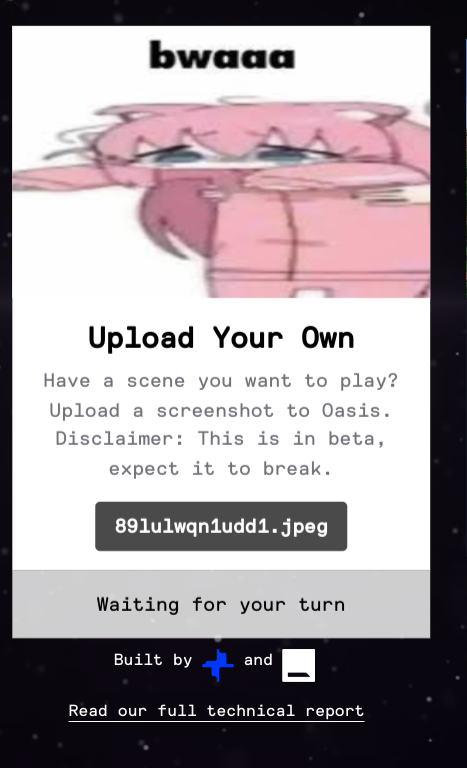 bwaaa
Upload Your Own
Have a scene you want to play?
Upload a screenshot to Oasis.
Disclaimer: This is in beta,
expect it to break.
89lulwqn1udd1.jpeg
Waiting for your turn
Built by and
Read our full technical report